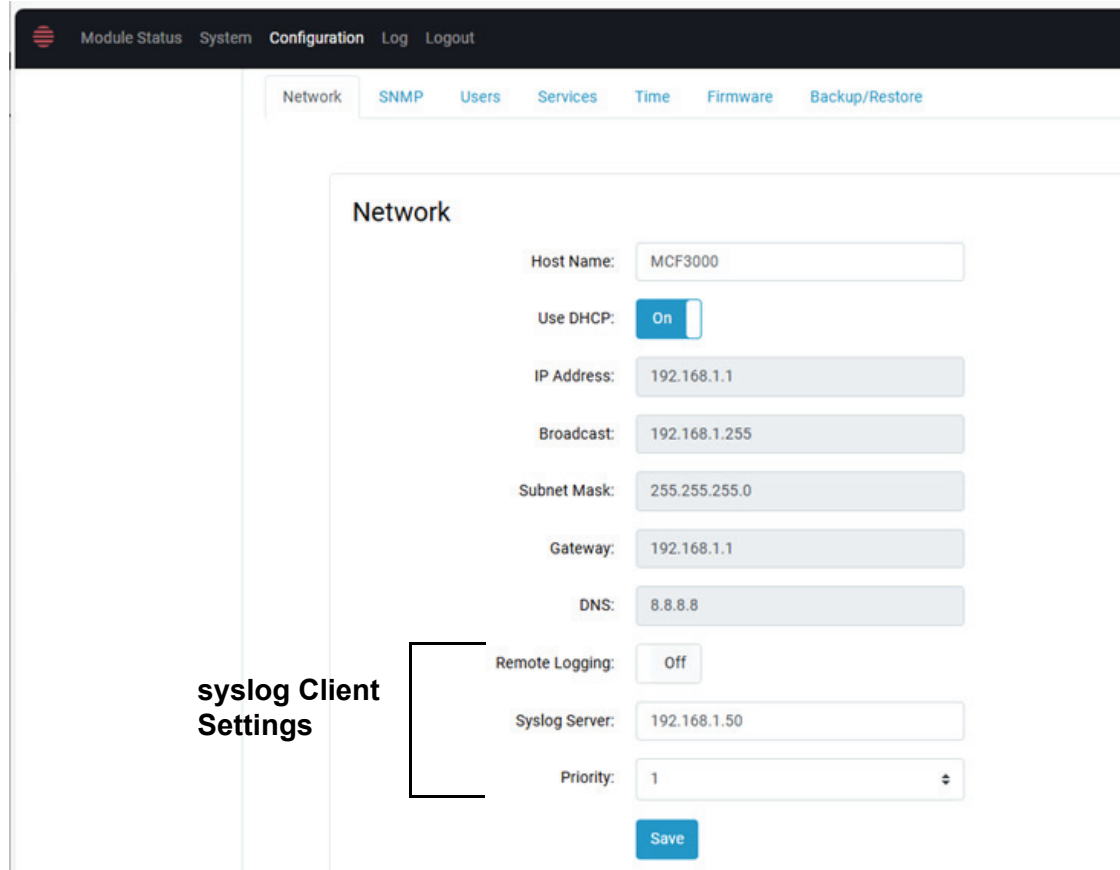 Module Status System Configuration Log Logout
Network SNMP Users Services Time Firmware Backup/Restore
Network
Host Name: MCF3000
Use DHCP: On
IP Address: 192.168.1.1
Broadcast: 192.168.1.255
Subnet Mask: 255.255.255.0
Gateway: 192.168.1.1
DNS: 8.8.8.8
Remote Logging: Off
syslog Client
Settings
Syslog Server: 192.168.1.50
Priority: 1
Save